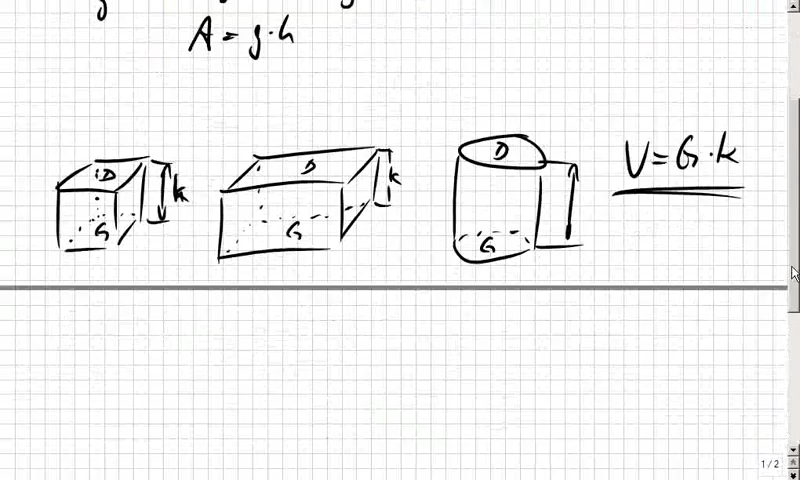 A = g·h
D
k
G
D
k
G
D
G
V = G·k
1/2